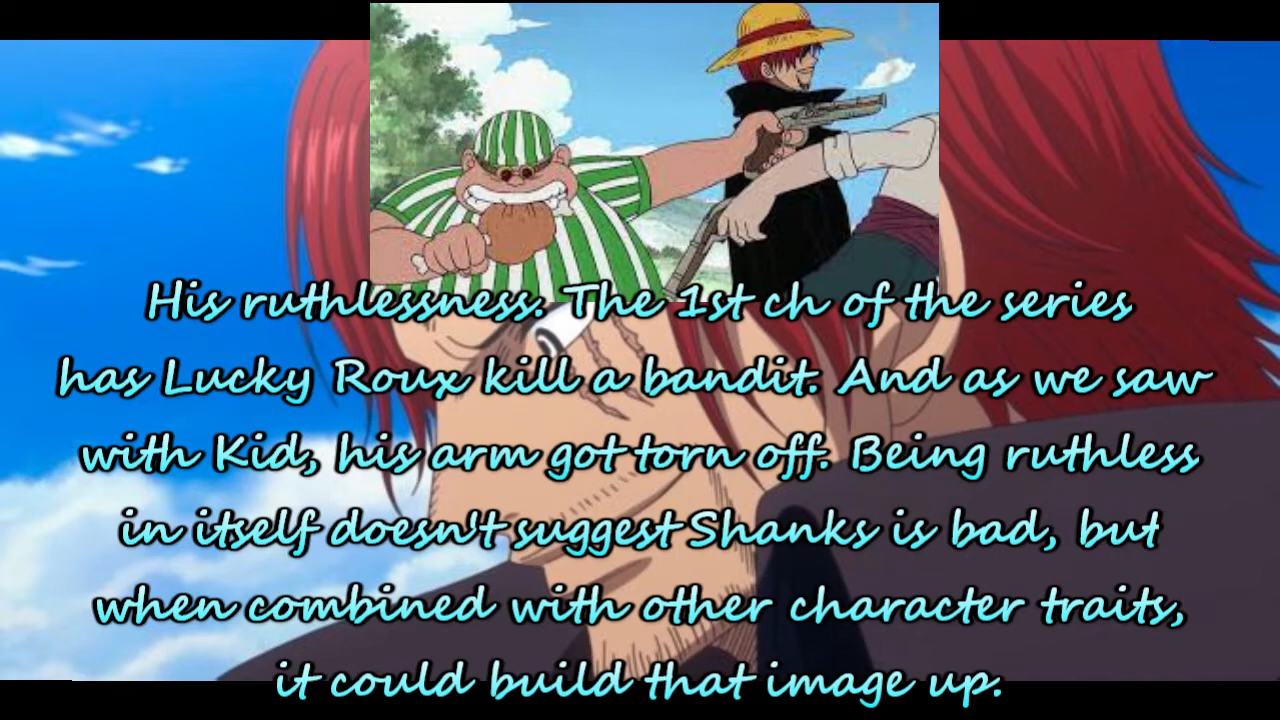 His ruthlessness. The 1st ch of the series
has Lucky Roux kill a bandit. And as we saw
with Kid, his arm got torn off. Being ruthless
in itself doesn't suggest Shanks is bad, but
when combined with other character traits,
it could build that image up.